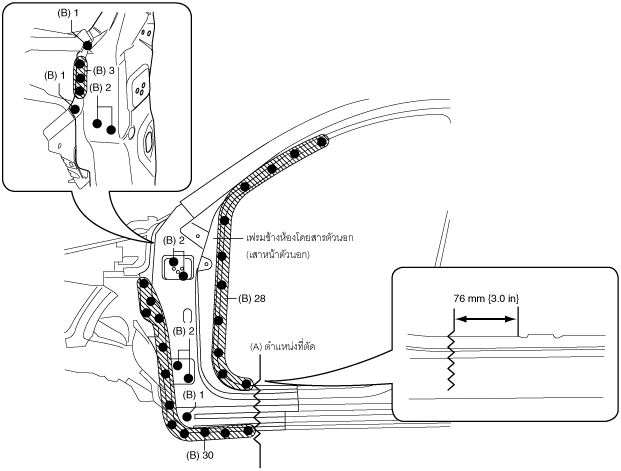 (B) 1
(B) 3
(B) 1
(B) 2
(B) 2
เฟรมข้างห้องโดยสารตัวนอก
(เสาหน้าตัวนอก)
(B) 28
76 mm {3.0 in}
(B) 2
(A) ตำแหน่งที่ตัด
(B) 1
(B) 30